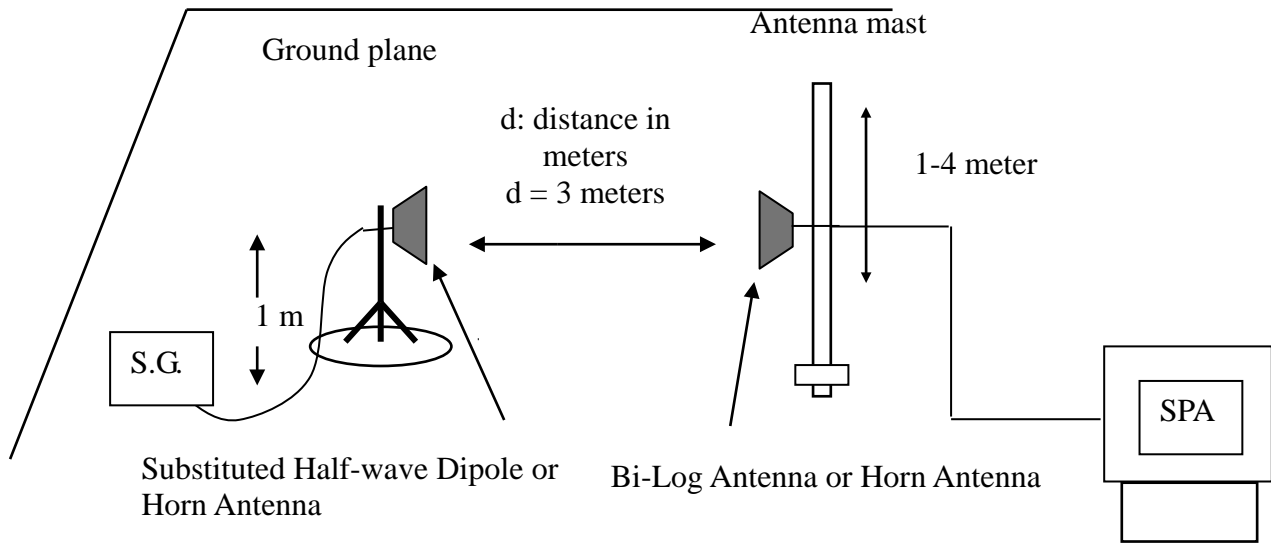 Ground plane
Antenna mast
d: distance in
meters
d = 3 meters
1-4 meter
1 m
S.G.
SPA
Substituted Half-wave Dipole or
Horn Antenna
Bi-Log Antenna or Horn Antenna